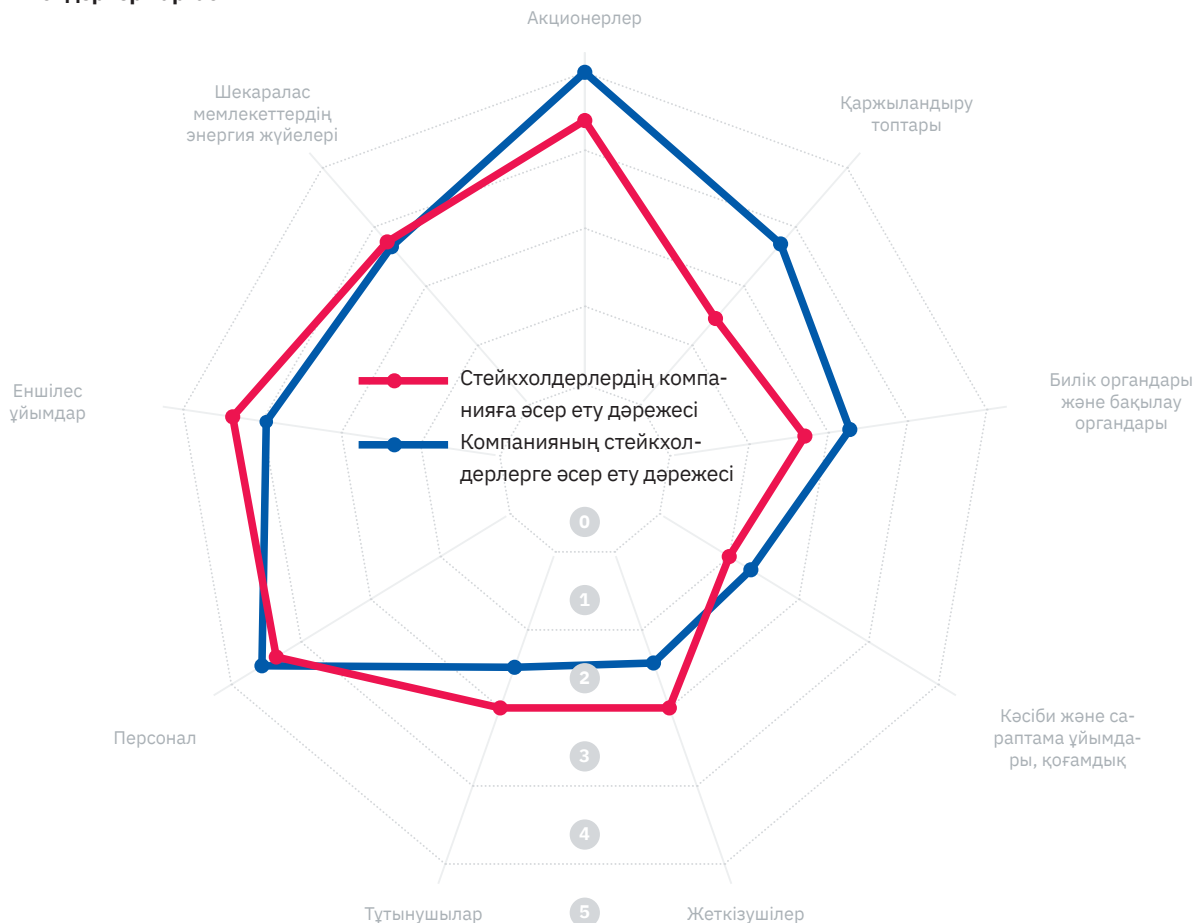 Акционерлер
Шекаралас
мемлекеттердің
энергия жүйелері
Қаржыландыру
топтары
Еншілес
ұйымдар
Стейкхолдерлердің компа-
нияға әсер ету дәрежесі
Компанияның стейкхол-
дерлерге әсер ету дәрежесі
Билік органдары
және бақылау
органдары
0
1
2
3
4
5
Персонал
Кәсіби және са-
раптама ұйымда-
ры, қоғамдық
Тұтынушылар
Жеткізушілер